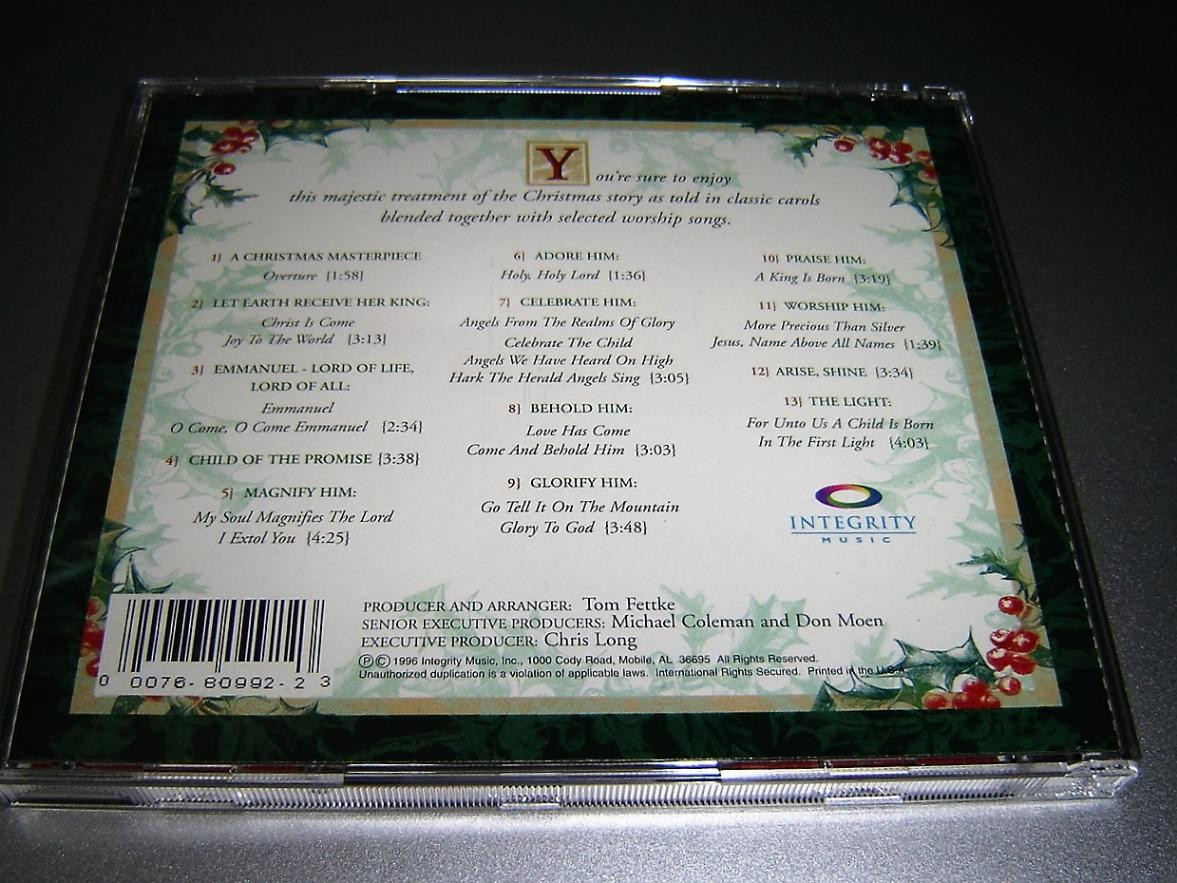 You're sure to enjoy
this majestic treatment of the Christmas story as told in classic carols
blended together with selected worship songs.
1} A CHRISTMAS MASTERPIECE
Overture {1:58}
2} LET EARTH RECEIVE HER KING:
Christ Is Come
Joy To The World {3:13}
3} EMMANUEL - LORD OF LIFE,
LORD OF ALL:
Emmanuel
O Come, O Come Emmanuel {2:34}
4} CHILD OF THE PROMISE {3:38}
5} MAGNIFY HIM:
My Soul Magnifies The Lord
I Extol You {4:25}
6} ADORE HIM:
Holy, Holy Lord {1:36}
7} CELEBRATE HIM:
Angels From The Realms Of Glory
Celebrate The Child
Angels We Have Heard On High
Hark The Herald Angels Sing {3:05}
8} BEHOLD HIM:
Love Has Come
Come And Behold Him {3:03}
9} GLORIFY HIM:
Go Tell It On The Mountain
Glory To God {3:48}
10} PRAISE HIM:
A King Is Born {3:19}
11} WORSHIP HIM:
More Precious Than Silver
Jesus, Name Above All Names {1:39}
12} ARISE, SHINE {3:34}
13} THE LIGHT:
For Unto Us A Child Is Born
In The First Light {4:03}
INTEGRITY
MUSIC
PRODUCER AND ARRANGER: Tom Fettke
SENIOR EXECUTIVE PRODUCERS: Michael Coleman and Don Moen
EXECUTIVE PRODUCER: Chris Long
℗© 1996 Integrity Music, Inc., 1000 Cody Road, Mobile, AL 36695 All Rights Reserved.
Unauthorized duplication is a violation of applicable laws. International Rights Secured. Printed in the U.S.A.
0 0076-80992-2 3